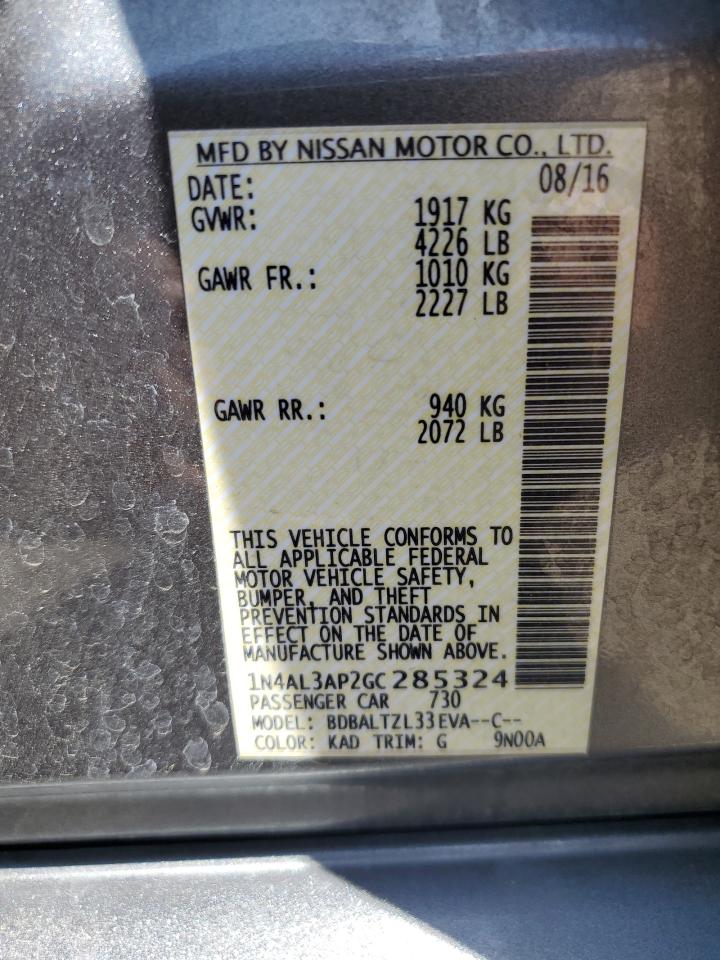 MFD BY NISSAN MOTOR CO., LTD.
DATE: 08/16
GVWR: 1917 KG
4226 LB
GAWR FR.: 1010 KG
2227 LB
GAWR RR.: 940 KG
2072 LB
THIS VEHICLE CONFORMS TO
ALL APPLICABLE FEDERAL
MOTOR VEHICLE SAFETY,
BUMPER, AND THEFT
PREVENTION STANDARDS IN
EFFECT ON THE DATE OF
MANUFACTURE SHOWN ABOVE.
1N4AL3AP2GC285324
PASSENGER CAR 730
MODEL: BDBALTZL33EVA--C--
COLOR: KAD TRIM: G 9N00A